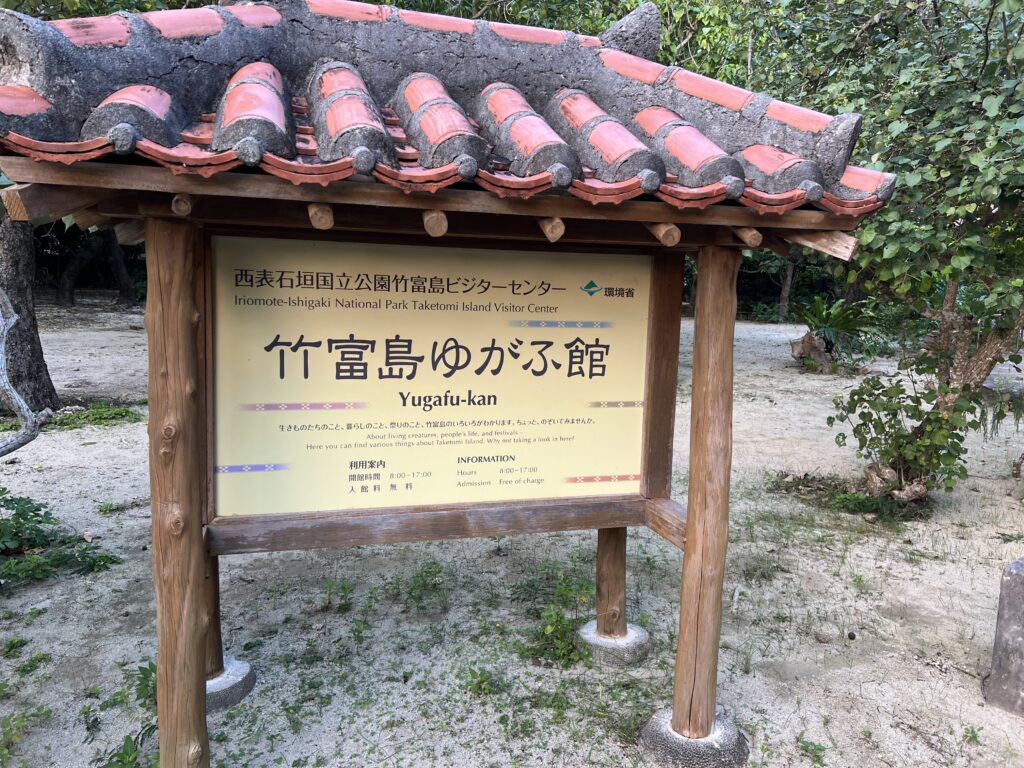 西表石垣国立公園竹富島ビジターセンター 環境省
Iriomote-Ishigaki National Park Taketomi Island Visitor Center
竹富島ゆがふ館
Yugafu-kan
生きものたちのこと、暮らしのこと、祭りのこと、竹富島のいろいろがわかります。ちょっと、のぞいてみませんか。
About living creatures, people's life, and festivals –
Here you can find various things about Taketomi Island. Why not taking a look in here?
利用案内
開館時間 8:00-17:00
入館料 無料
INFORMATION
Hours 8:00-17:00
Admission Free of charge